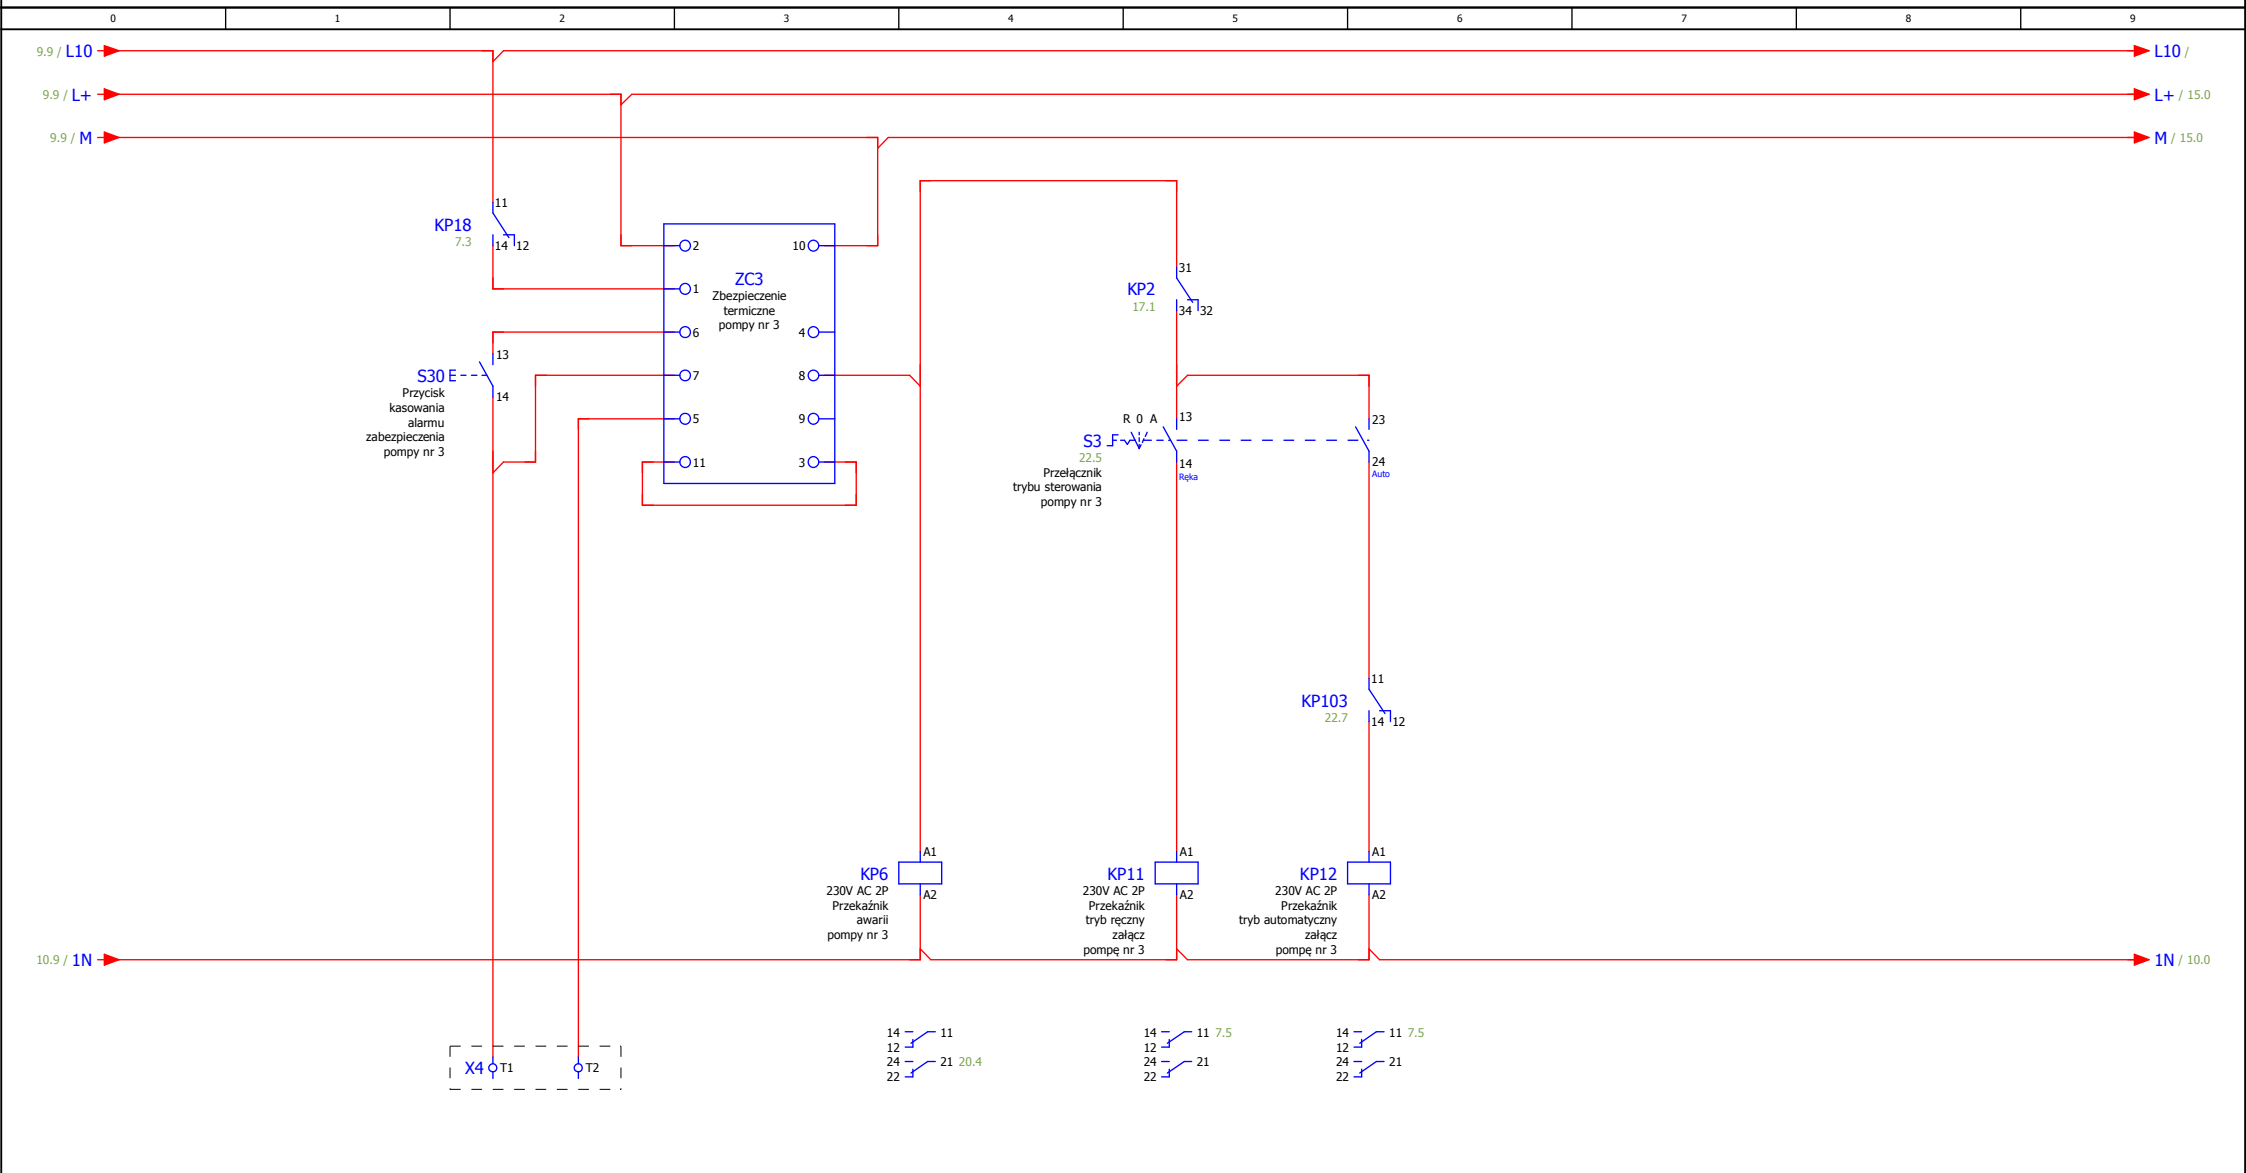 0 1 2 3 4 5 6 7 8 9
9.9 / L10
L10 /
9.9 / L+
L+ / 15.0
9.9 / M
M / 15.0
11
KP18
7.3
14 12
2
10
1
6
4
7
8
5
9
11
3
ZC3
Zbezpieczenie
termiczne
pompy nr 3
13
S30 E
14
Przycisk
kasowania
alarmu
zabezpieczenia
pompy nr 3
31
KP2
17.1
34 32
R 0 A
13
S3 F
22.5
14
Ręka
Przełącznik
trybu sterowania
pompy nr 3
23
24
Auto
11
KP103
22.7
14 12
A1
KP6
230V AC 2P
A2
Przekaźnik
awarii
pompy nr 3
A1
KP11
230V AC 2P
A2
Przekaźnik
tryb ręczny
załącz
pompę nr 3
A1
KP12
230V AC 2P
A2
Przekaźnik
tryb automatyczny
załącz
pompę nr 3
10.9 / 1N
1N / 10.0
14 11
12
24 21 20.4
22
14 11 7.5
12
24 21
22
14 11 7.5
12
24 21
22
X4 T1 T2